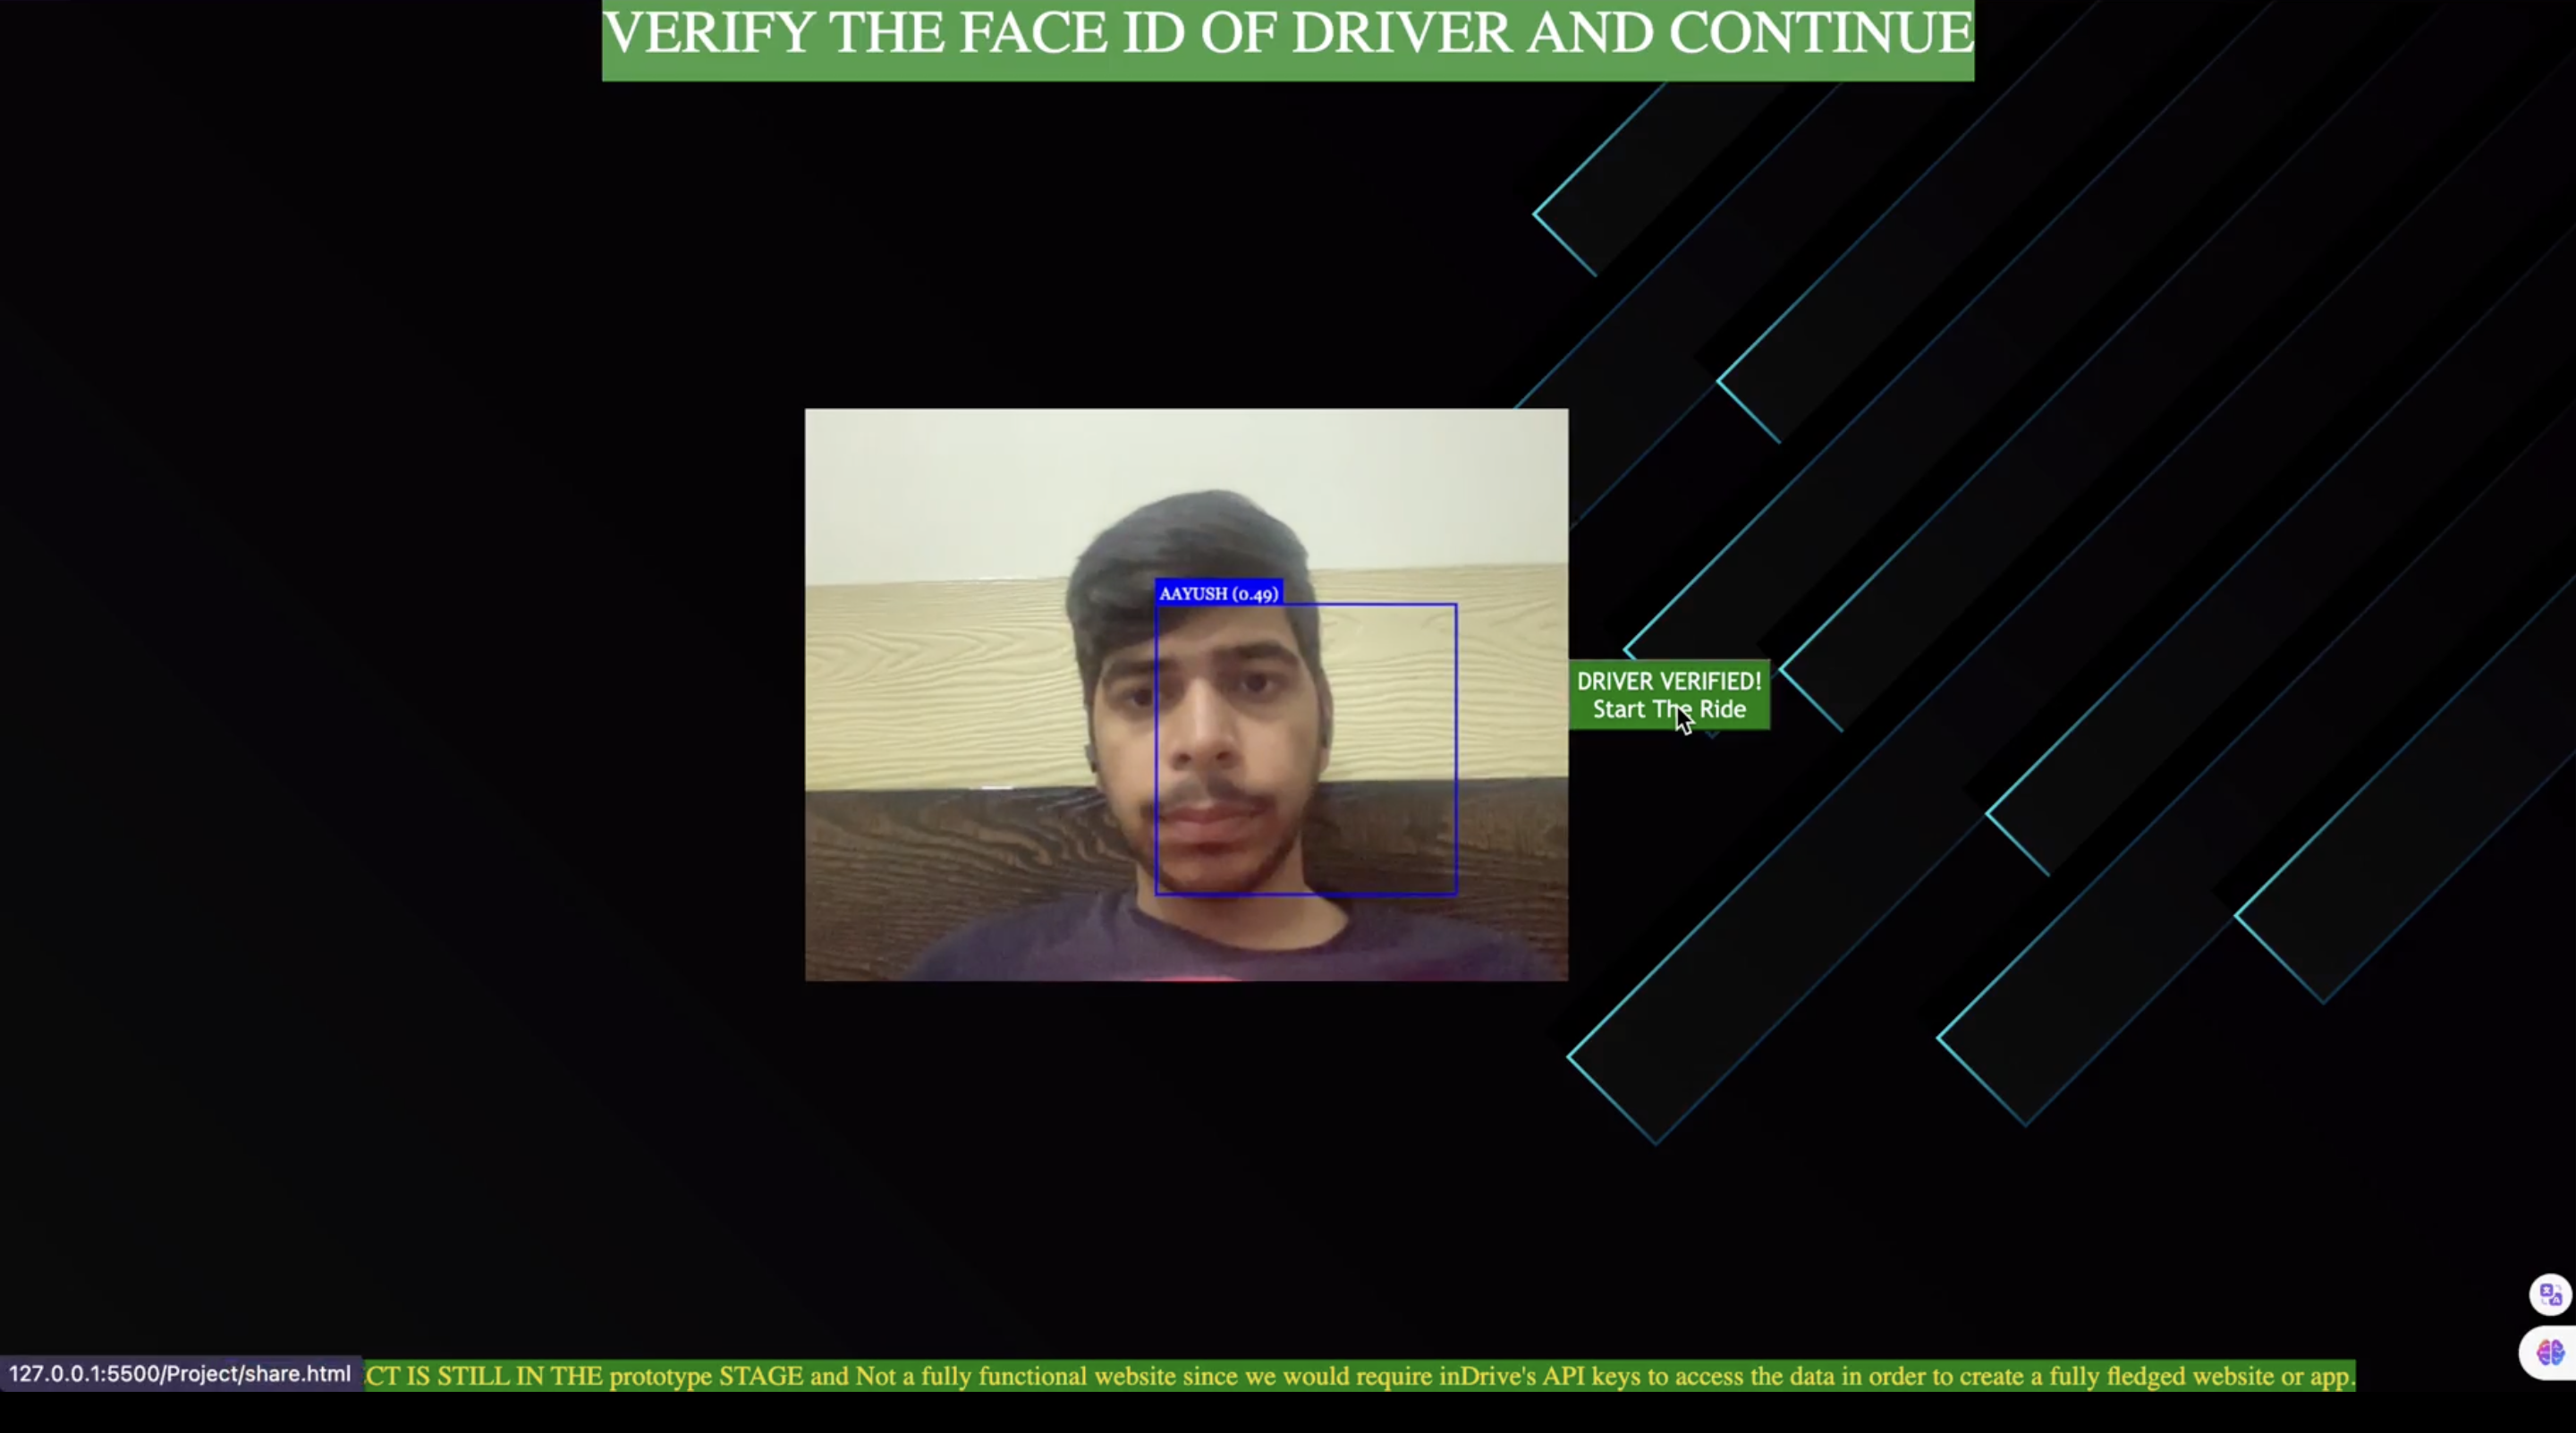 VERIFY THE FACE ID OF DRIVER AND CONTINUE
AAYUSH (0.49)
DRIVER VERIFIED!
Start The Ride
127.0.0.1:5500/Project/share.html
CT IS STILL IN THE prototype STAGE and Not a fully functional website since we would require inDrive's API keys to access the data in order to create a fully fledged website or app.